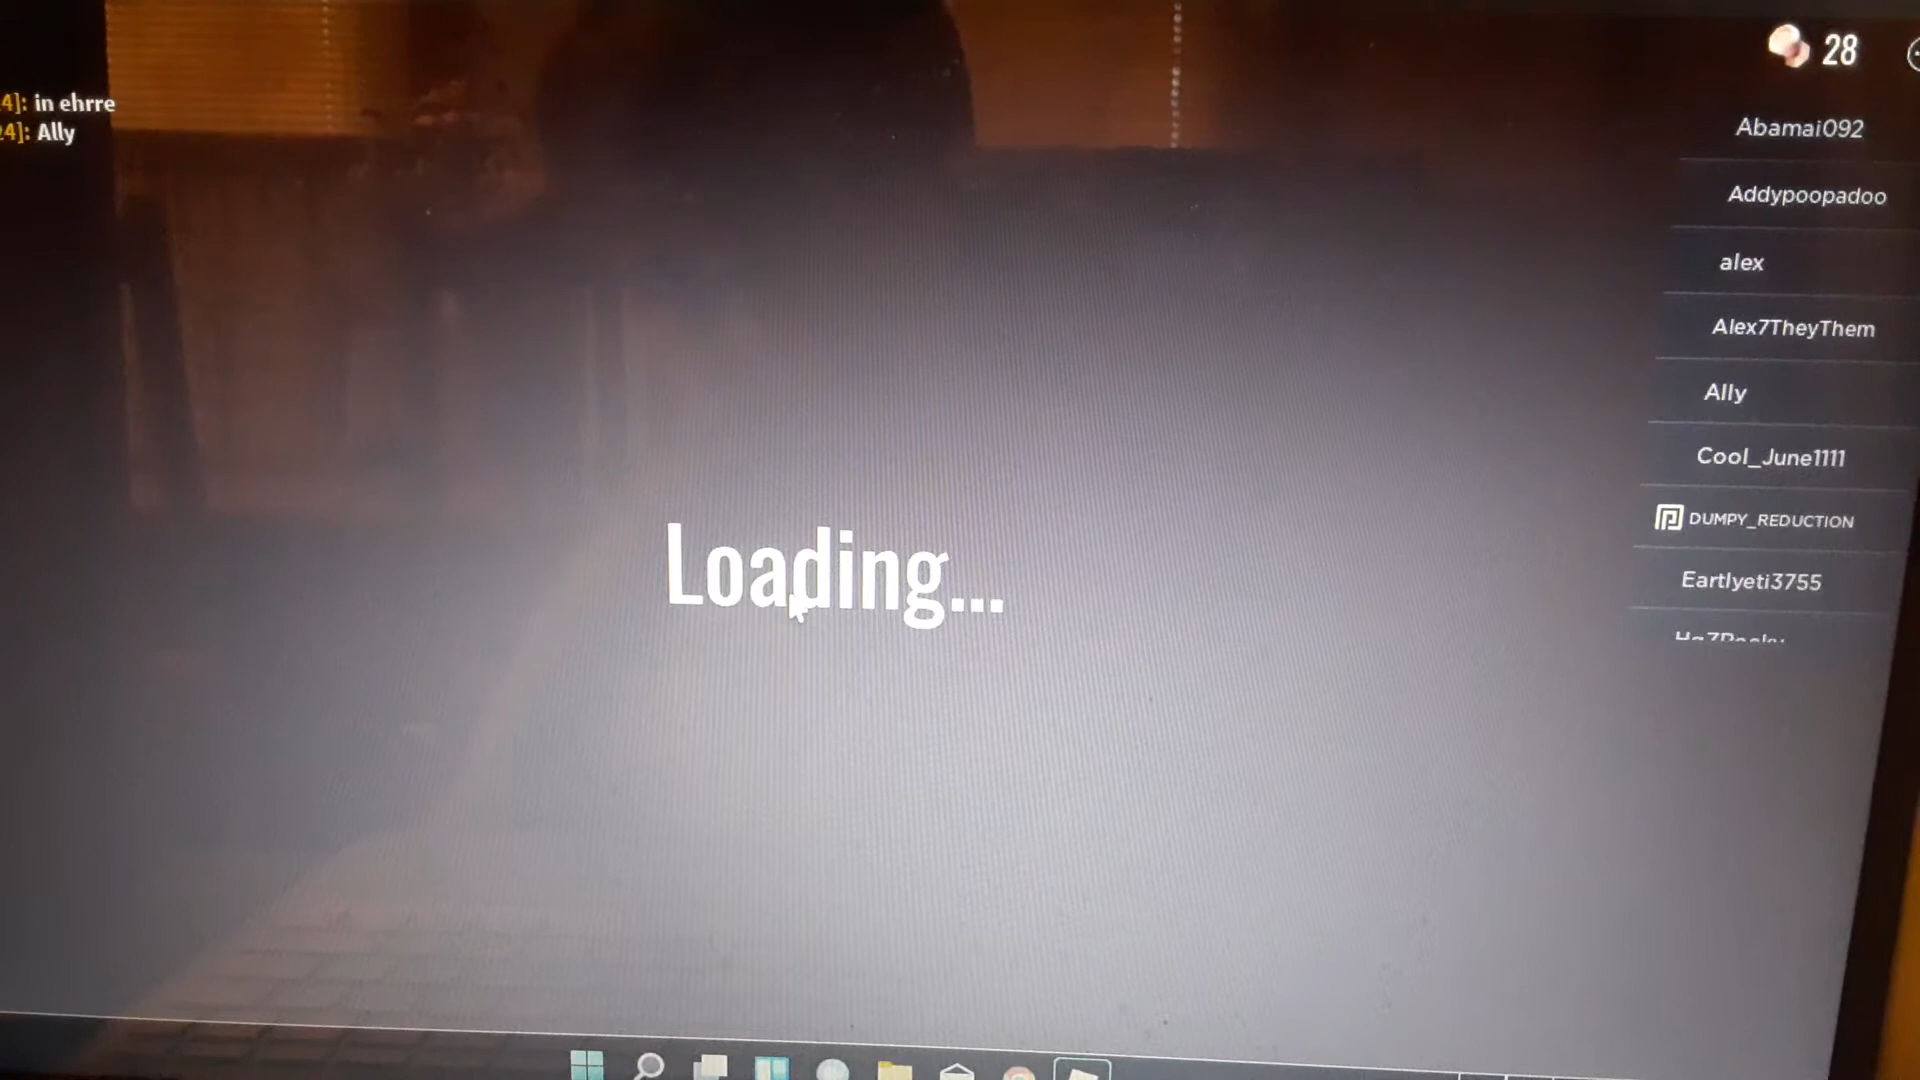 28
4]: in ehrre
24]: Ally
Abamai092
Addypoopadoo
alex
Alex7TheyThem
Ally
Cool_June1111
DUMPY_REDUCTION
Eartlyeti3755
Loading...